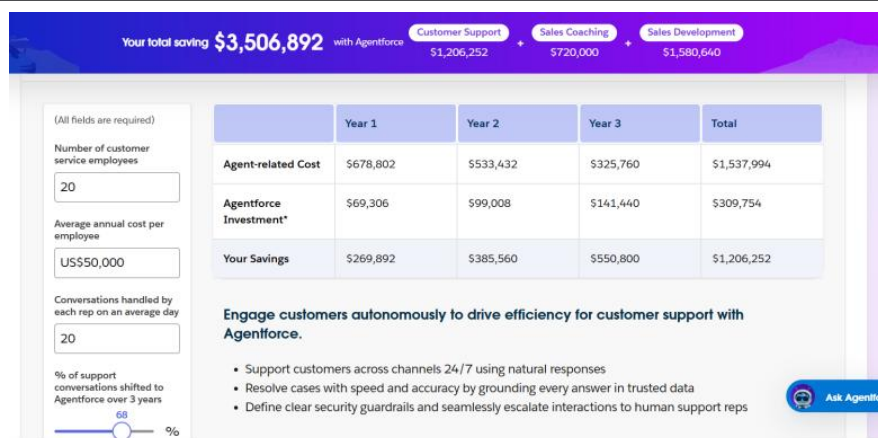 Your total saving $3,506,892 with Agentforce Customer Support + Sales Coaching + Sales Development
$1,206,252 $720,000 $1,580,640
(All fields are required)
Number of customer
service employees
20
Average annual cost per
employee
US$50,000
Conversations handled by
each rep on an average day
20
% of support
conversations shifted to
Agentforce over 3 years
68
%
Year 1 Year 2 Year 3 Total
Agent-related Cost $678,802 $533,432 $325,760 $1,537,994
Agentforce
Investment* $69,306 $99,008 $141,440 $309,754
Your Savings $269,892 $385,560 $550,800 $1,206,252
Engage customers autonomously to drive efficiency for customer support with
Agentforce.
• Support customers across channels 24/7 using natural responses
• Resolve cases with speed and accuracy by grounding every answer in trusted data
• Define clear security guardrails and seamlessly escalate interactions to human support reps
Ask Agentfo